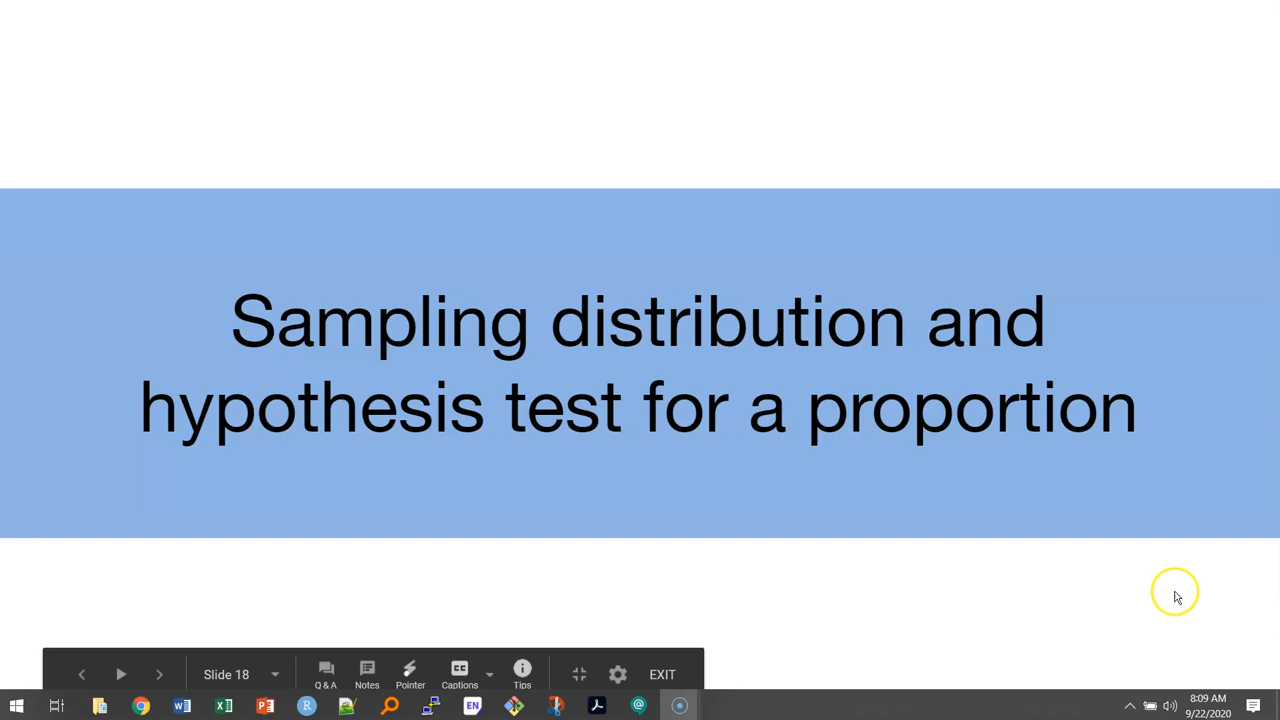 Sampling distribution and
hypothesis test for a proportion
Slide 18
Q & A
Notes
Pointer
CC
Captions
Tips
EXIT
EN
8:09 AM
9/22/2020